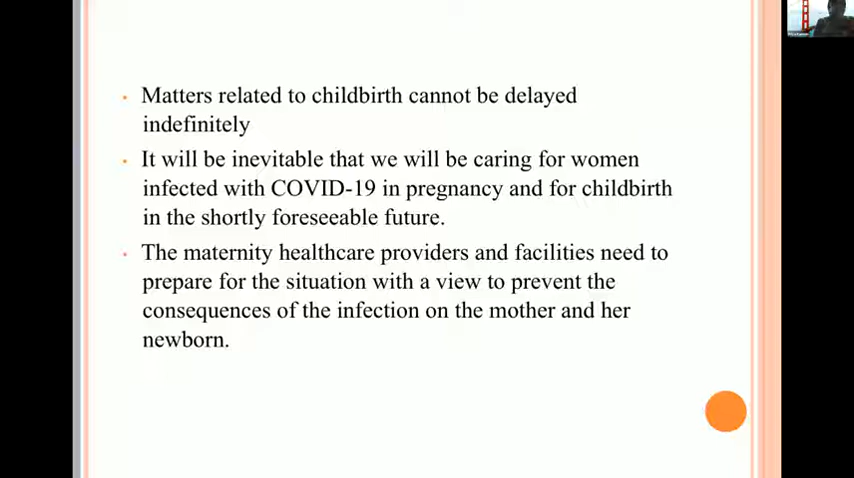 • Matters related to childbirth cannot be delayed
indefinitely
• It will be inevitable that we will be caring for women
infected with COVID-19 in pregnancy and for childbirth
in the shortly foreseeable future.
• The maternity healthcare providers and facilities need to
prepare for the situation with a view to prevent the
consequences of the infection on the mother and her
newborn.